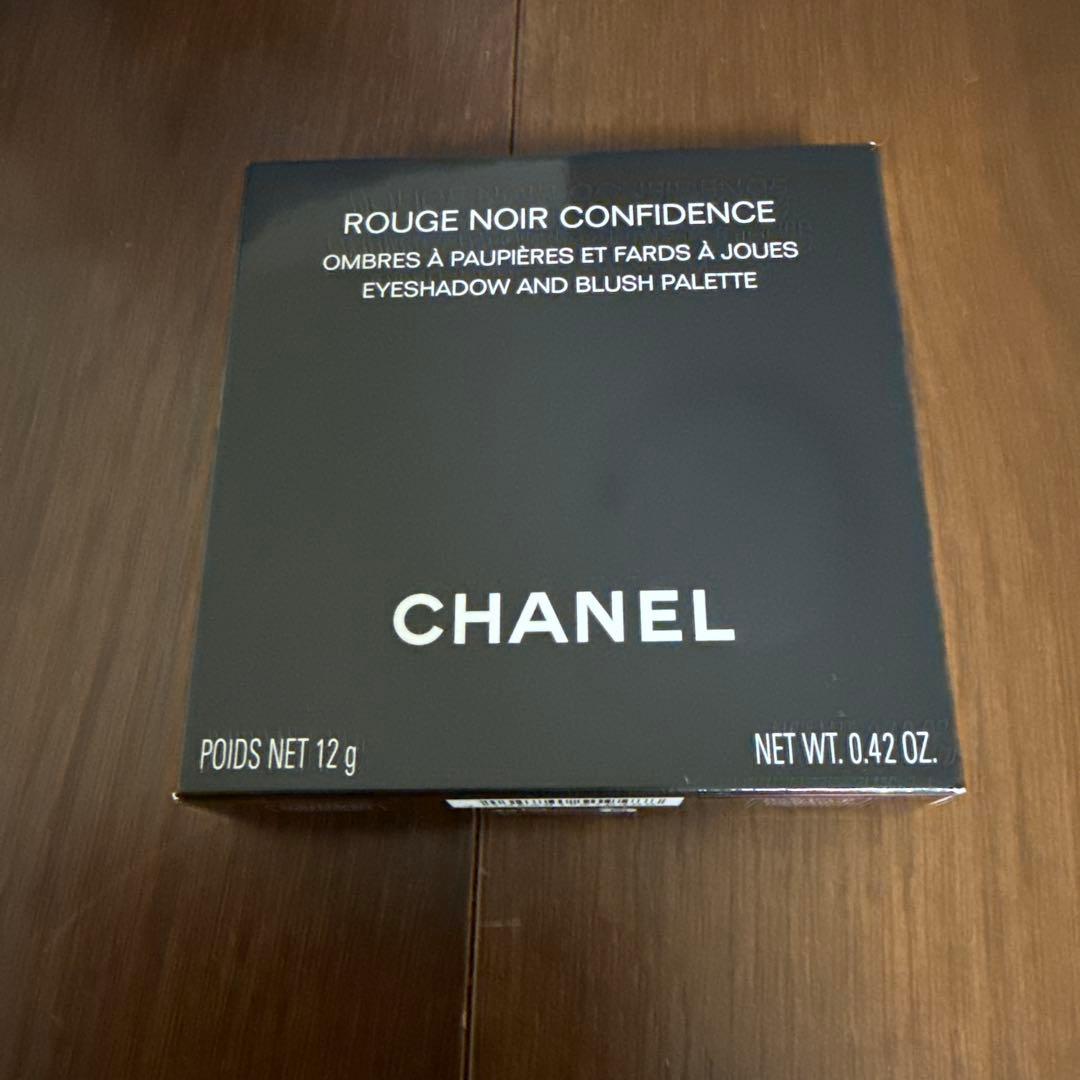 ROUGE NOIR CONFIDENCE
OMBRES À PAUPIÈRES ET FARDS À JOUES
EYESHADOW AND BLUSH PALETTE
CHANEL
POIDS NET 12 g
NET WT. 0.42 OZ.